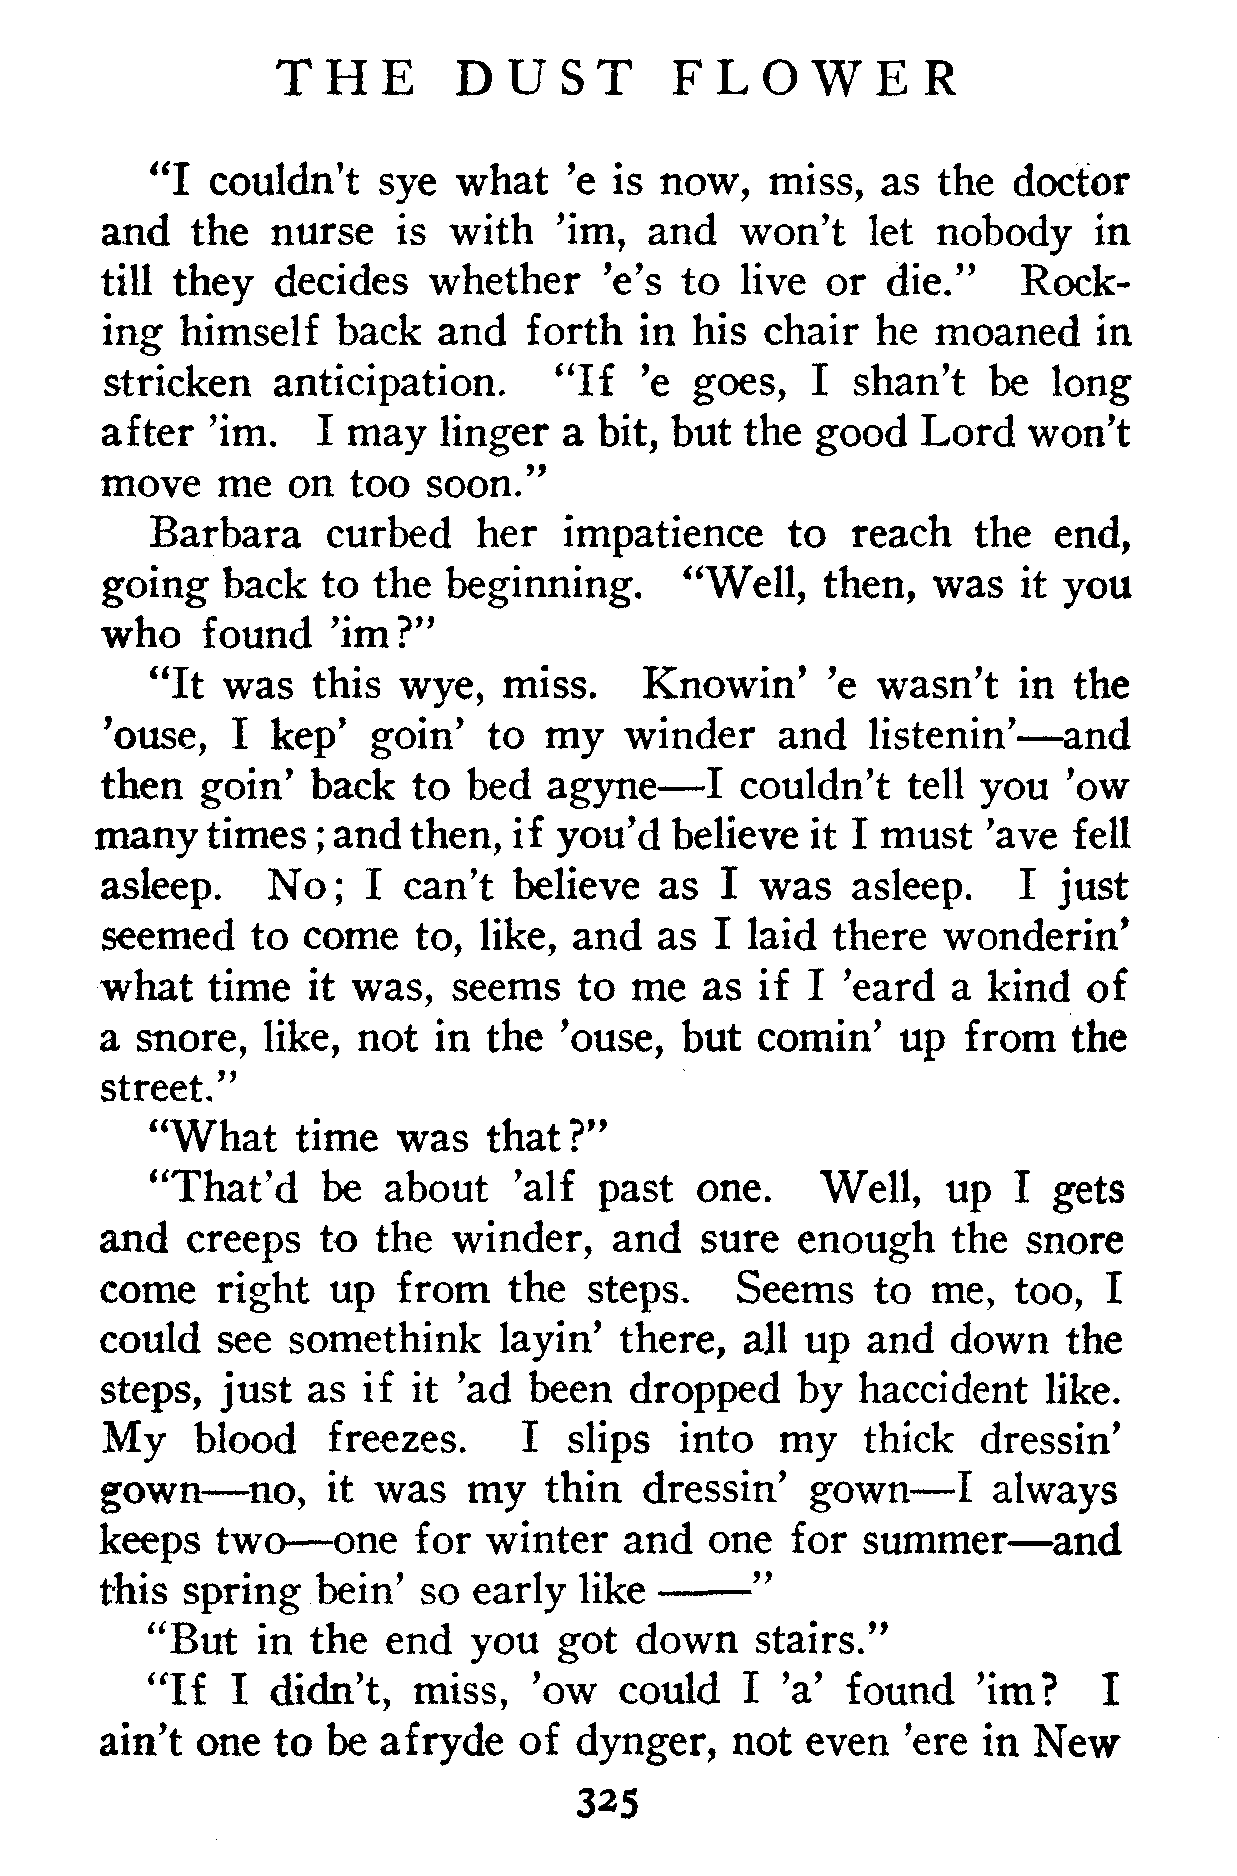 THE DUST FLOWER
"I couldn't sye what 'e is now, miss, as the doctor
and the nurse is with 'im, and won't let nobody in
till they decides whether 'e's to live or die." Rock-
ing himself back and forth in his chair he moaned in
stricken anticipation. "If 'e goes, I shan't be long
after 'im. I may linger a bit, but the good Lord won't
move me on too soon."
Barbara curbed her impatience to reach the end,
going back to the beginning. "Well, then, was it you
who found 'im?"
"It was this wye, miss. Knowin' 'e wasn't in the
'ouse, I kep' goin' to my winder and listenin'—and
then goin' back to bed agyne—I couldn't tell you 'ow
many times; and then, if you'd believe it I must 'ave fell
asleep. No; I can't believe as I was asleep. I just
seemed to come to, like, and as I laid there wonderin'
what time it was, seems to me as if I 'eard a kind of
a snore, like, not in the 'ouse, but comin' up from the
street."
"What time was that?"
"That'd be about 'alf past one. Well, up I gets
and creeps to the winder, and sure enough the snore
come right up from the steps. Seems to me, too, I
could see somethink layin' there, all up and down the
steps, just as if it 'ad been dropped by haccident like.
My blood freezes. I slips into my thick dressin'
gown—no, it was my thin dressin' gown—I always
keeps two—one for winter and one for summer—and
this spring bein' so early like ——"
"But in the end you got down stairs."
"If I didn't, miss, 'ow could I 'a' found 'im? I
ain't one to be afryde of dynger, not even 'ere in New
325